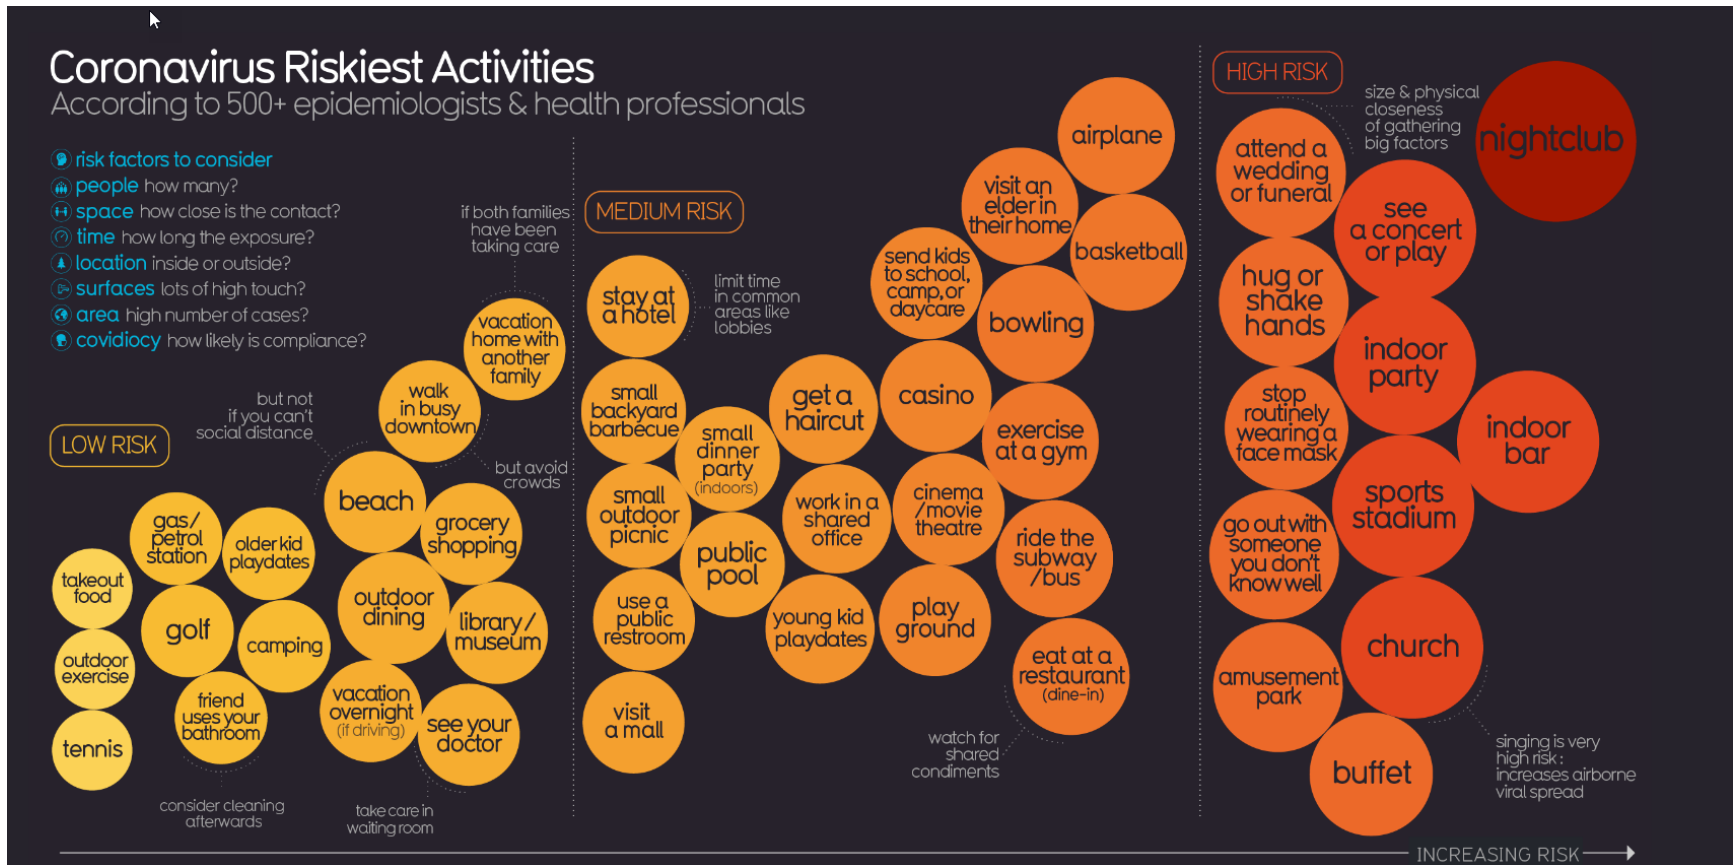 Coronavirus Riskiest Activities
According to 500+ epidemiologists & health professionals
risk factors to consider
people how many?
space how close is the contact?
time how long the exposure?
location inside or outside?
surfaces lots of high touch?
area high number of cases?
covidiocy how likely is compliance?
LOW RISK
takeout
food
outdoor
exercise
tennis
gas/
petrol
station
golf
friend
uses your
bathroom
consider cleaning
afterwards
older kid
playdates
camping
but not
if you can't
social distance
beach
outdoor
dining
vacation
overnight
(if driving)
walk
in busy
downtown
but avoid
crowds
grocery
shopping
library/
museum
see your
doctor
take care in
waiting room
if both families
have been
taking care
vacation
home with
another
family
MEDIUM RISK
stay at
a hotel
limit time
in common
areas like
lobbies
small
backyard
barbecue
small
outdoor
picnic
use a
public
restroom
visit
a mall
small
dinner
party
(indoors)
public
pool
get a
haircut
work in a
shared
office
young kid
playdates
send kids
to school,
camp, or
daycare
casino
cinema
/movie
theatre
play
ground
visit an
elder in
their home
bowling
exercise
at a gym
ride the
subway
/bus
eat at a
restaurant
(dine-in)
watch for
shared
condiments
airplane
basketball
HIGH RISK
size & physical
closeness
of gathering
big factors
attend a
wedding
or funeral
hug or
shake
hands
stop
routinely
wearing a
face mask
go out with
someone
you don't
know well
amusement
park
buffet
see
a concert
or play
indoor
party
sports
stadium
church
singing is very
high risk :
increases airborne
viral spread
indoor
bar
nightclub
INCREASING RISK